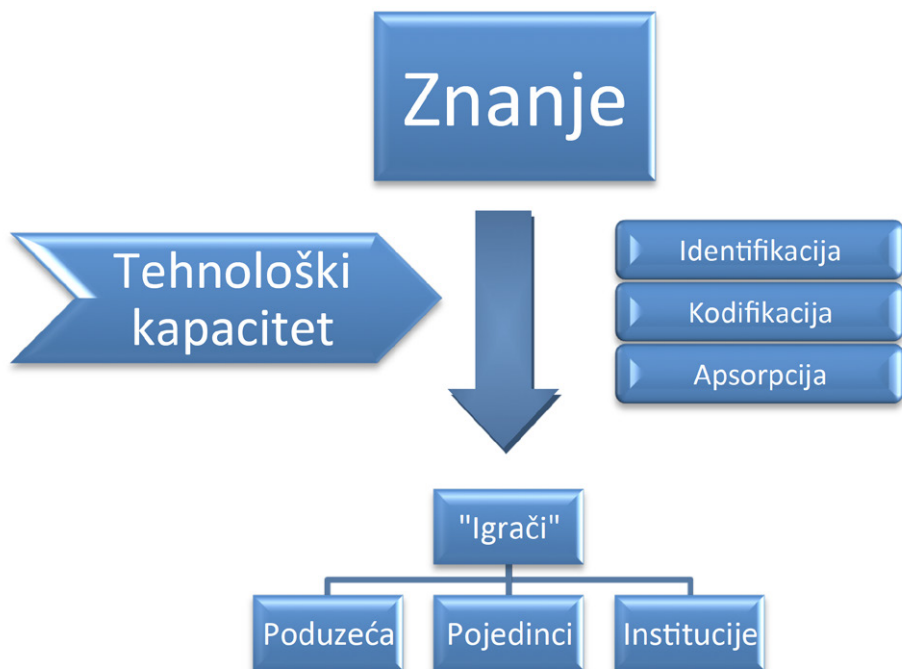 Znanje
Tehnološki
kapacitet
Identifikacija
Kodifikacija
Apsorpcija
"Igrači"
Poduzeća
Pojedinci
Institucije